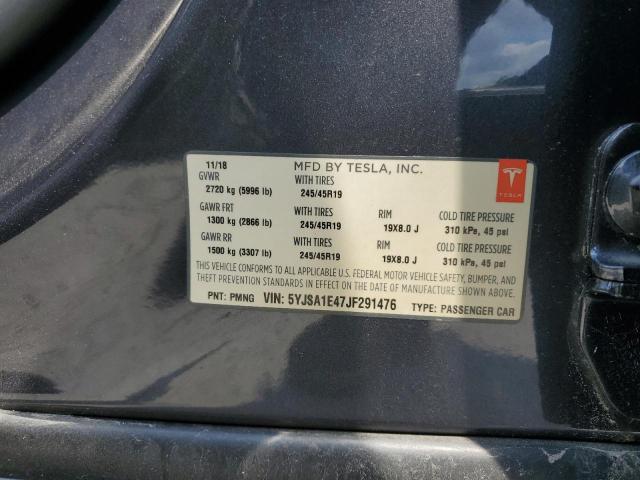 11/18 MFD BY TESLA, INC.
GVWR WITH TIRES
2720 kg (5996 lb) 245/45R19
GAWR FRT WITH TIRES RIM COLD TIRE PRESSURE
1300 kg (2866 lb) 245/45R19 19X8.0 J 310 kPa, 45 psi
GAWR RR WITH TIRES RIM COLD TIRE PRESSURE
1500 kg (3307 lb) 245/45R19 19X8.0 J 310 kPa, 45 psi
THIS VEHICLE CONFORMS TO ALL APPLICABLE U.S. FEDERAL MOTOR VEHICLE SAFETY, BUMPER, AND
THEFT PREVENTION STANDARDS IN EFFECT ON THE DATE OF MANUFACTURE SHOWN ABOVE.
PNT: PMNG VIN: 5YJSA1E47JF291476 TYPE: PASSENGER CAR